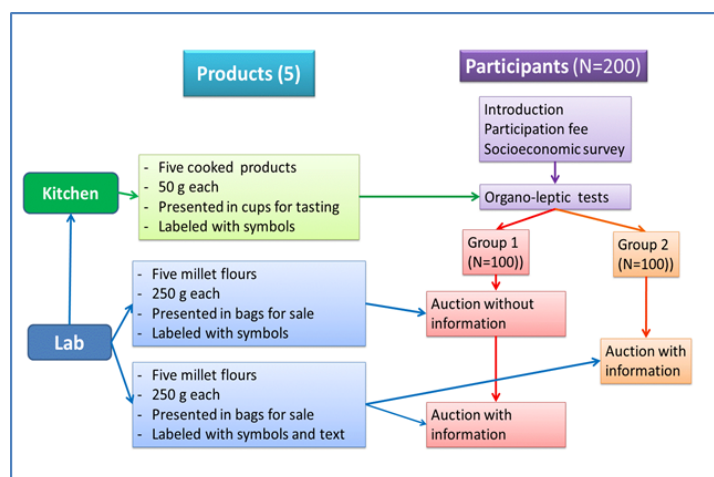 Products (5)
Participants (N=200)
Introduction
Participation fee
Socioeconomic survey
Kitchen
- Five cooked products
- 50 g each
- Presented in cups for tasting
- Labeled with symbols
Organo-leptic tests
Group 1
(N=100))
Group 2
(N=100))
Lab
- Five millet flours
- 250 g each
- Presented in bags for sale
- Labeled with symbols
Auction without
information
Auction with
information
- Five millet flours
- 250 g each
- Presented in bags for sale
- Labeled with symbols and text
Auction with
information